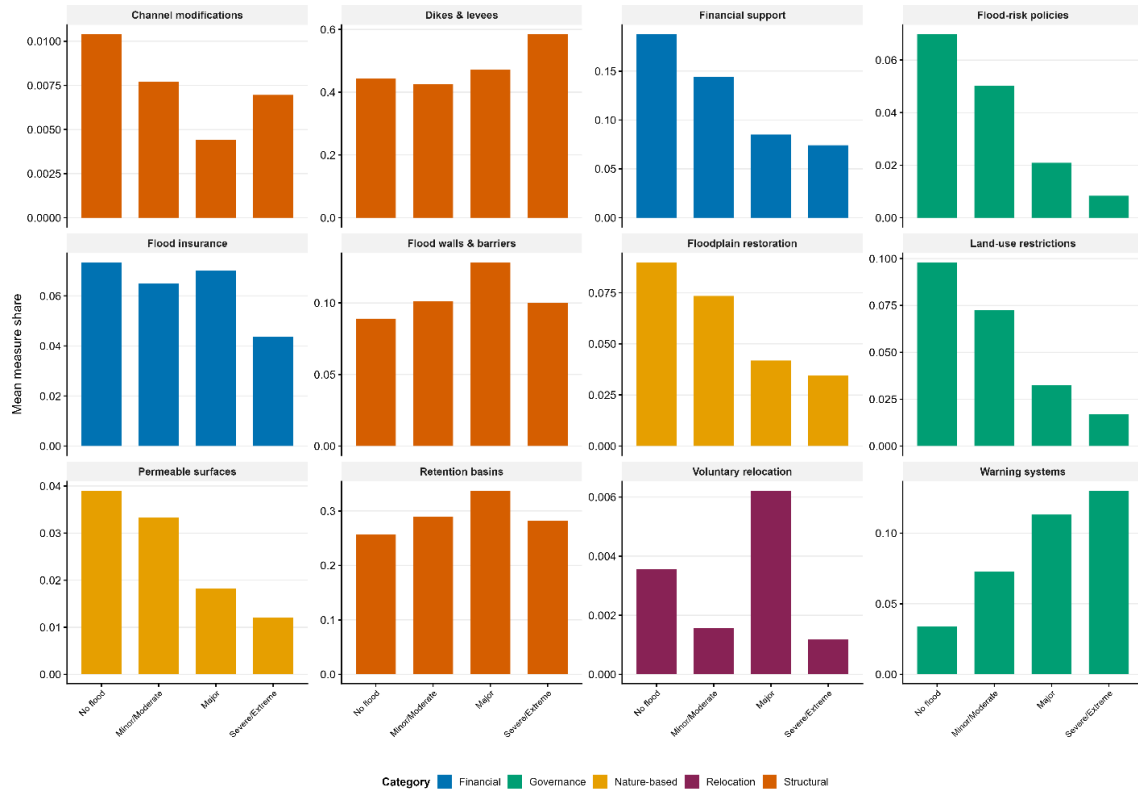 Channel modifications
Dikes & levees
Financial support
Flood-risk policies
0.0100
0.0075
0.0050
0.0025
0.0000
0.6
0.4
0.2
0.0
0.15
0.10
0.05
0.00
0.06
0.04
0.02
0.00
Flood insurance
Flood walls & barriers
Floodplain restoration
Land-use restrictions
Mean measure share
0.06
0.04
0.02
0.00
0.10
0.05
0.00
0.075
0.050
0.025
0.000
0.100
0.075
0.050
0.025
0.000
Permeable surfaces
Retention basins
Voluntary relocation
Warning systems
0.04
0.03
0.02
0.01
0.00
0.3
0.2
0.1
0.0
0.006
0.004
0.002
0.000
0.10
0.05
0.00
No flood
Minor/Moderate
Major
Severe/Extreme
No flood
Minor/Moderate
Major
Severe/Extreme
No flood
Minor/Moderate
Major
Severe/Extreme
No flood
Minor/Moderate
Major
Severe/Extreme
Category Financial Governance Nature-based Relocation Structural